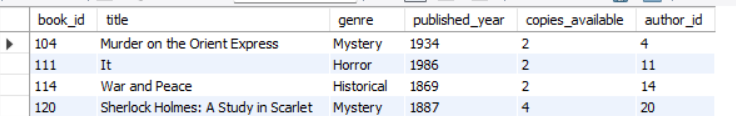 book_id title genre published_year copies_available author_id
104 Murder on the Orient Express Mystery 1934 2 4
111 It Horror 1986 2 11
114 War and Peace Historical 1869 2 14
120 Sherlock Holmes: A Study in Scarlet Mystery 1887 4 20